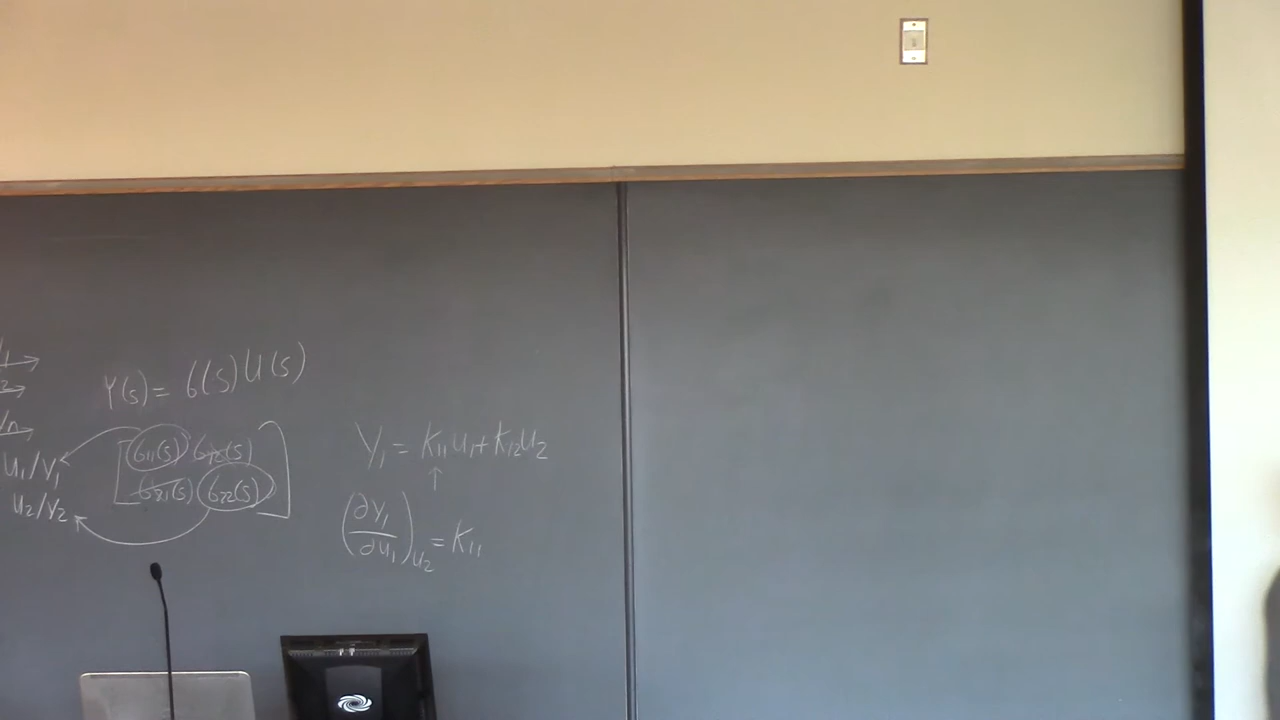 Y(s) = G(s)U(s)
G11(s) G12(s)
G21(s) G22(s)
U1/Y1
U2/Y2
Y1 = K11u1+K12u2
↑
(∂Y1/∂u1)u2 = K11